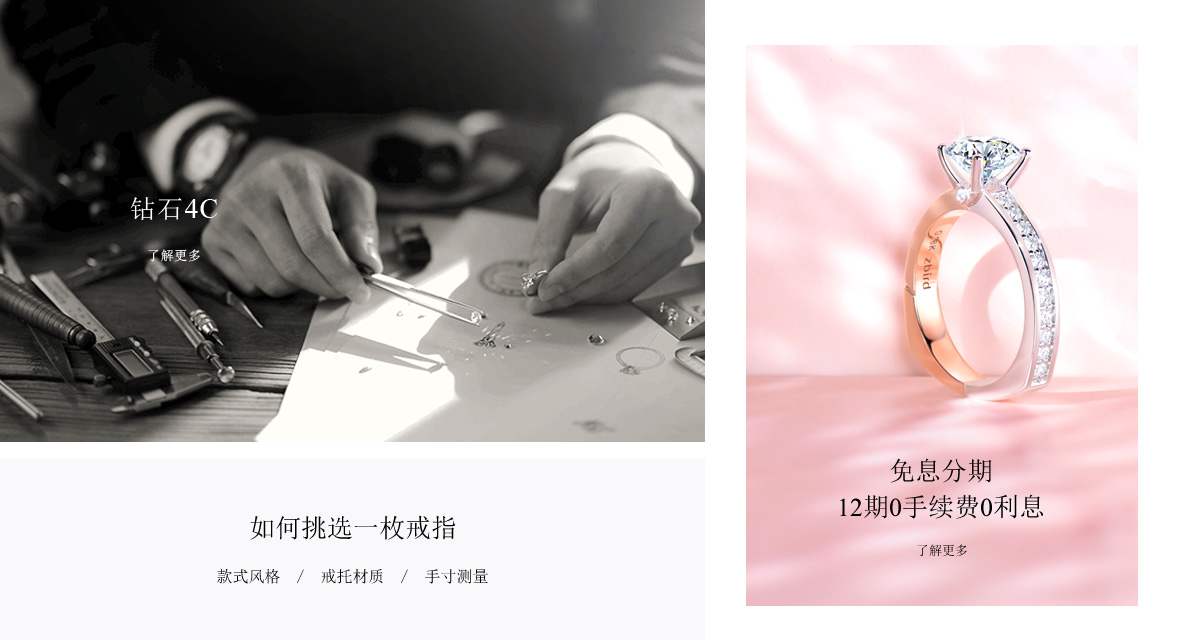 钻石4C
了解更多
如何挑选一枚戒指
款式风格 / 戒托材质 / 手寸测量
zbird
免息分期
12期0手续费0利息
了解更多